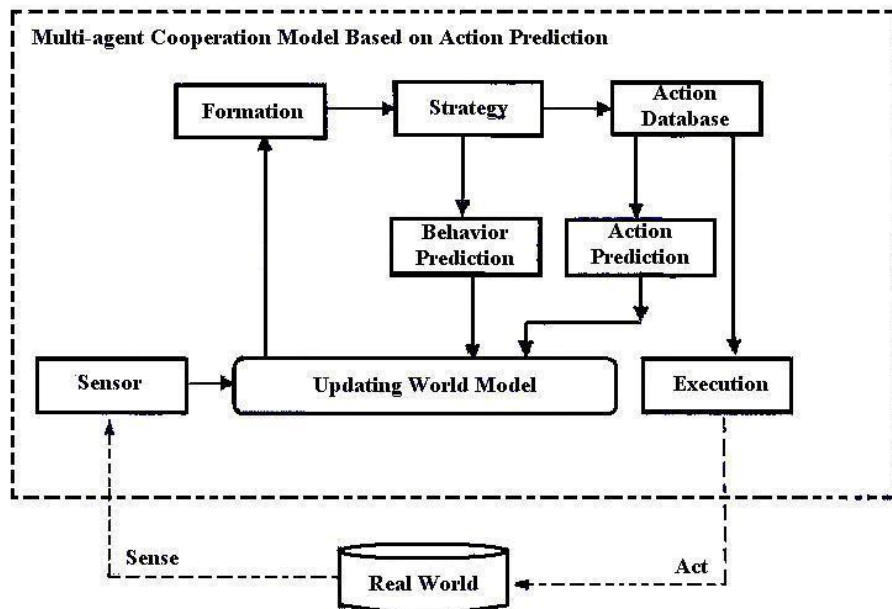 Multi-agent Cooperation Model Based on Action Prediction
Formation
Strategy
Action
Database
Behavior
Prediction
Action
Prediction
Sensor
Updating World Model
Execution
Sense
Real World
Act